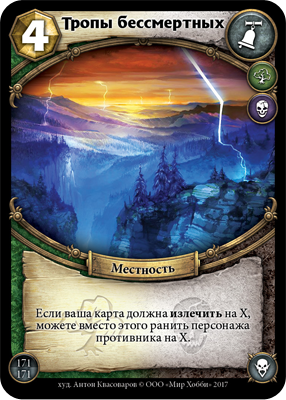 4
Тропы бессмертных
Местность
Если ваша карта должна излечить на X,
можете вместо этого ранить персонажа
противника на X.
171
171
худ. Антон Квасоваров © ООО «Мир Хобби» 2017